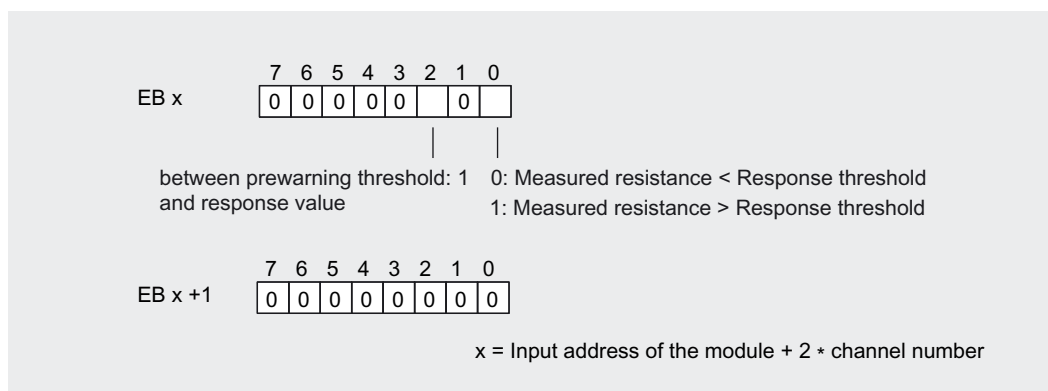 7 6 5 4 3 2 1 0
EB x
0 0 0 0 0 0
between prewarning threshold: 1
and response value
0: Measured resistance < Response threshold
1: Measured resistance > Response threshold
7 6 5 4 3 2 1 0
EB x +1
0 0 0 0 0 0 0 0
x = Input address of the module + 2 * channel number